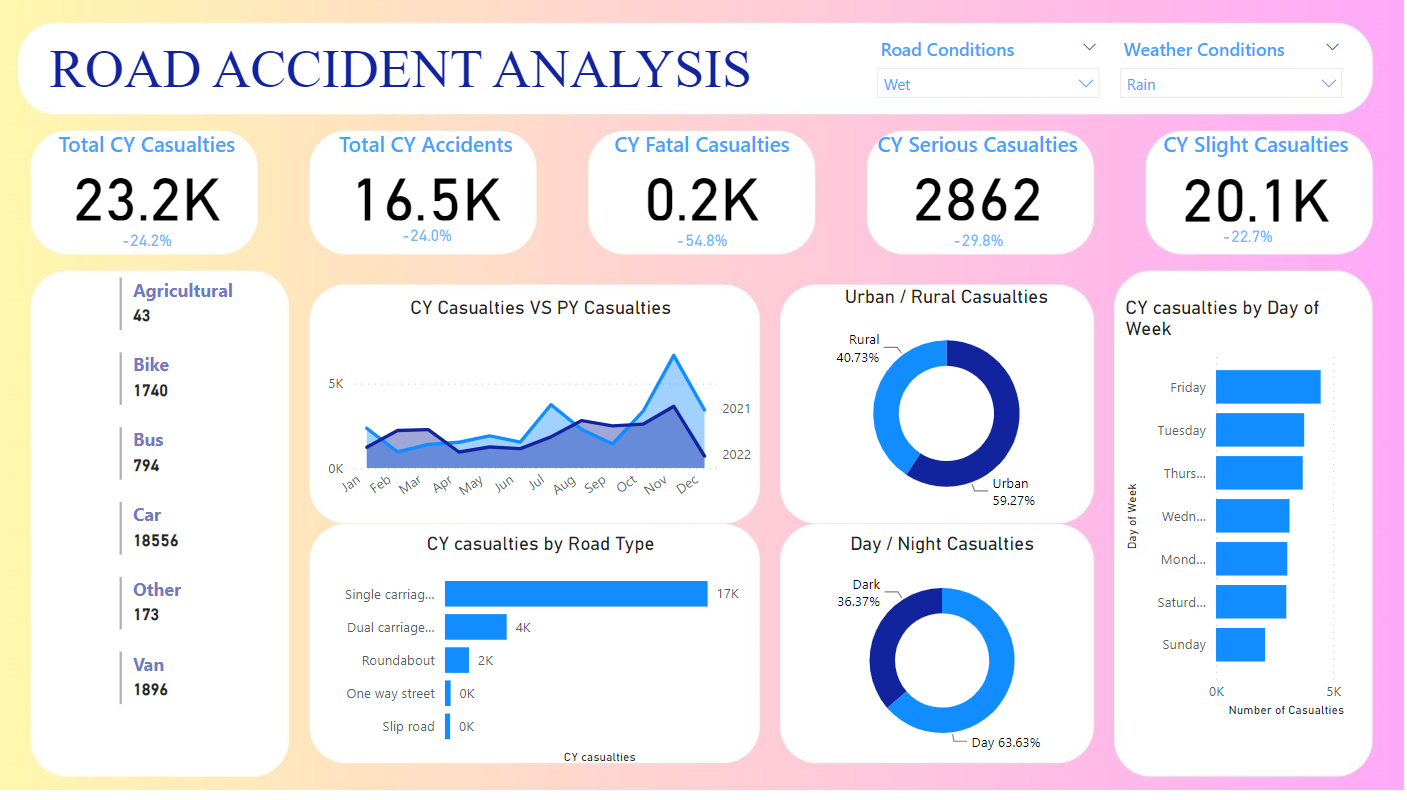 ROAD ACCIDENT ANALYSIS
Road Conditions
Wet
Weather Conditions
Rain
Total CY Casualties
23.2K
-24.2%
Total CY Accidents
16.5K
-24.0%
CY Fatal Casualties
0.2K
-54.8%
CY Serious Casualties
2862
-29.8%
CY Slight Casualties
20.1K
-22.7%
Agricultural
43
Bike
1740
Bus
794
Car
18556
Other
173
Van
1896
CY Casualties VS PY Casualties
5K
0K
2021
2022
Jan Feb Mar Apr May Jun Jul Aug Sep Oct Nov Dec
CY casualties by Road Type
Single carriag... 17K
Dual carriage... 4K
Roundabout 2K
One way street 0K
Slip road 0K
CY casualties
Urban / Rural Casualties
Rural
40.73%
Urban
59.27%
Day / Night Casualties
Dark
36.37%
Day 63.63%
CY casualties by Day of
Week
Day of Week
Friday
Tuesday
Thurs...
Wedn...
Mond...
Saturd...
Sunday
0K 5K
Number of Casualties